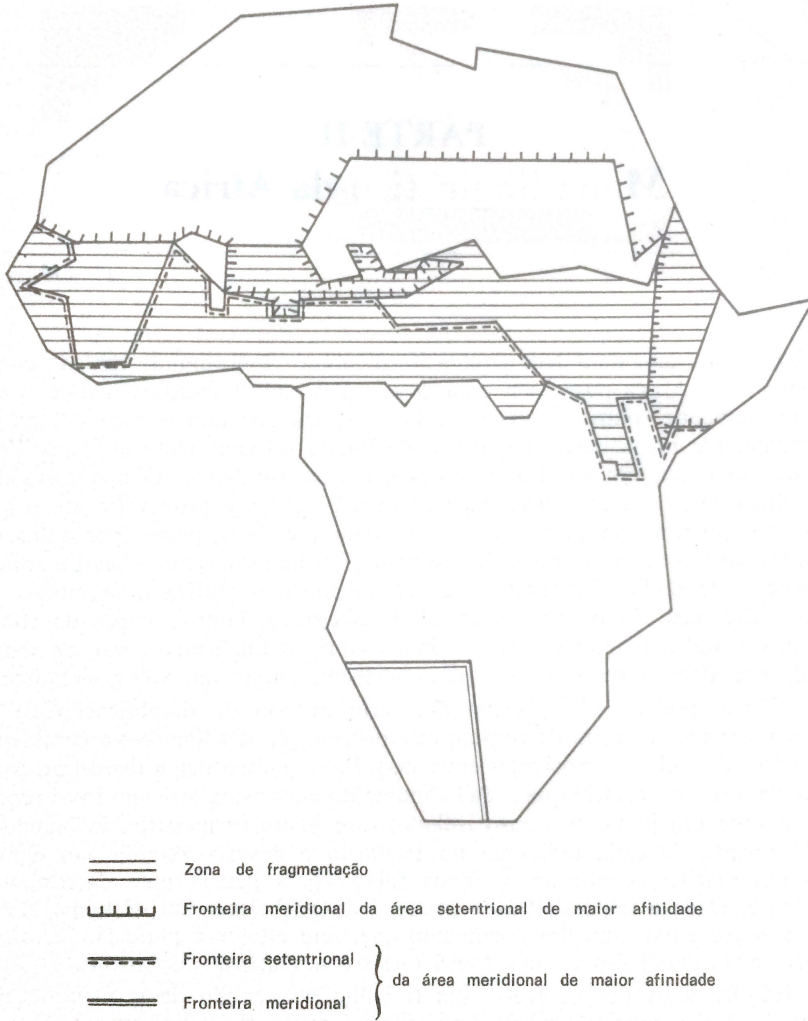 Zona de fragmentação
Fronteira meridional da área setentrional de maior afinidade
Fronteira setentrional
da área meridional de maior afinidade
Fronteira meridional